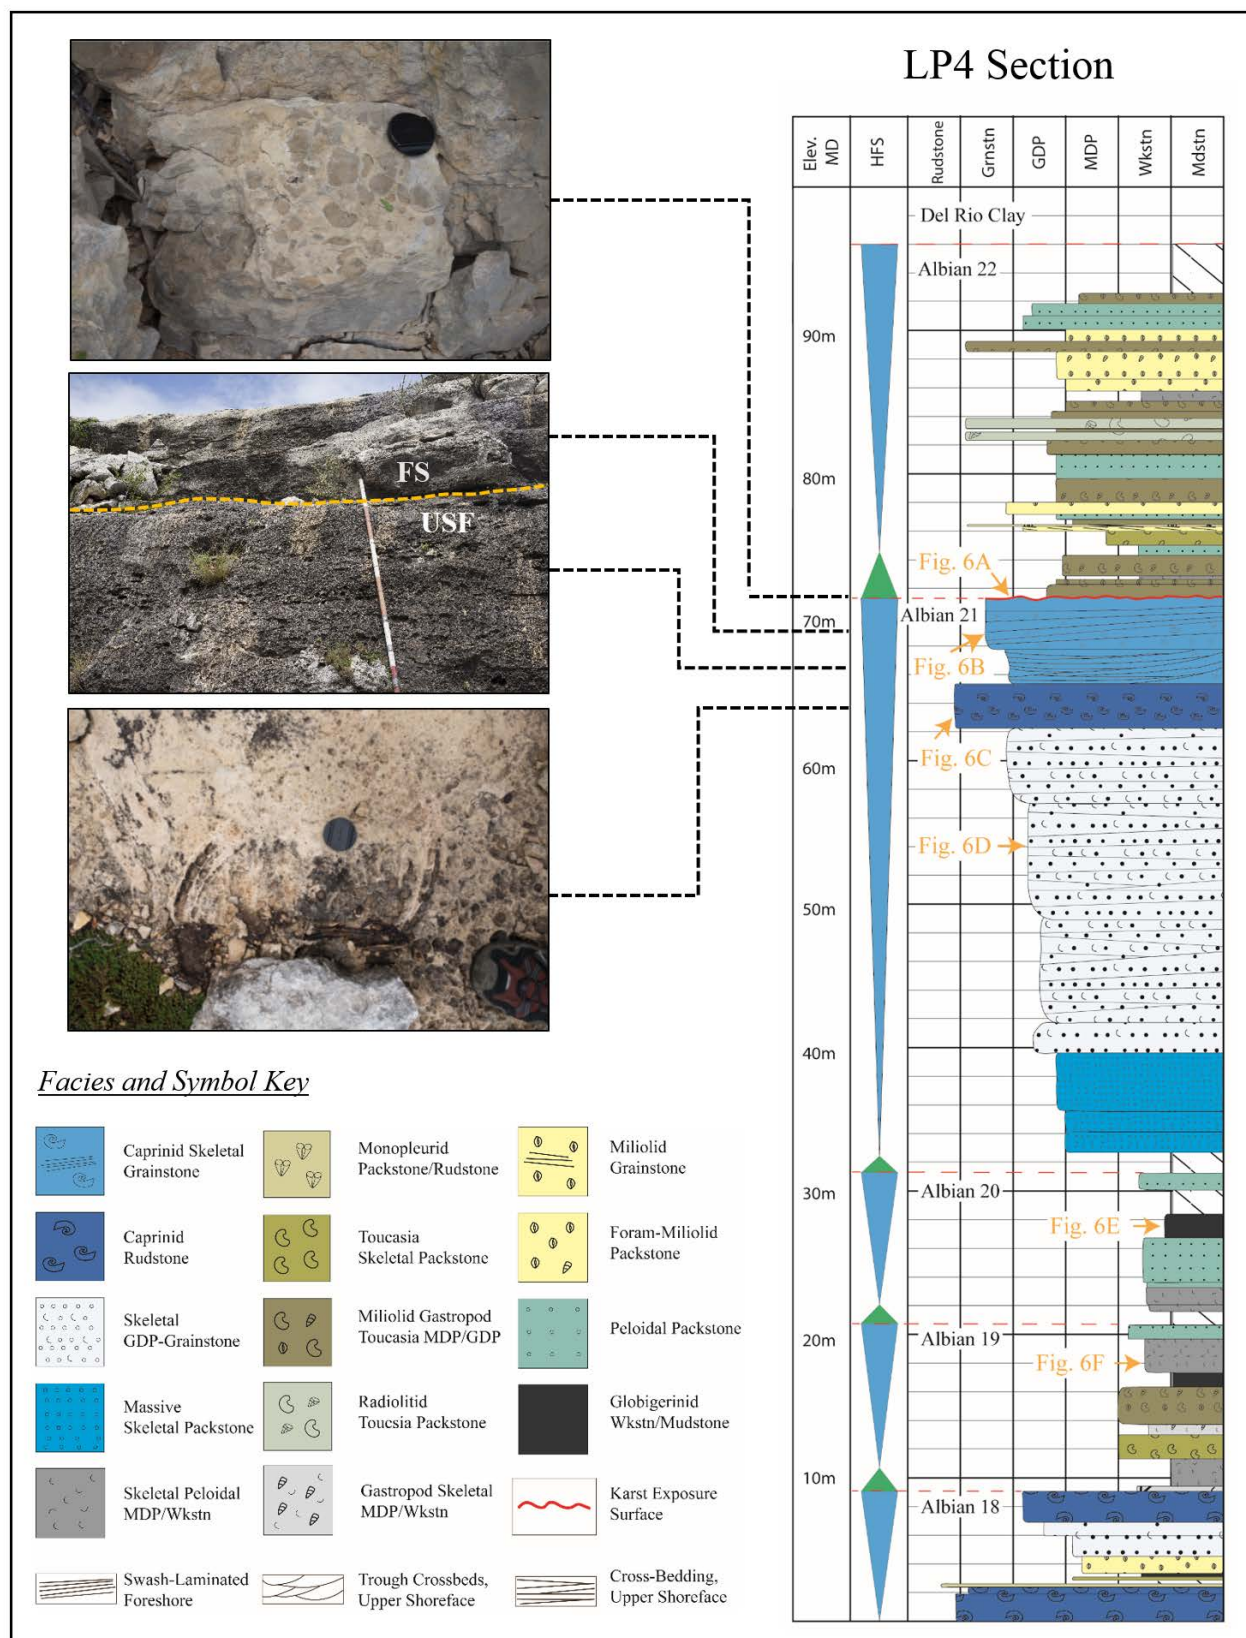 LP4 Section
Elev.
MD
HFS
Rudstone
Grnstn
GDP
MDP
Wkstn
Mdstn
Del Rio Clay
Albian 22
90m
80m
Fig. 6A
70m
Albian 21
Fig. 6B
Fig. 6C
60m
Fig. 6D
50m
40m
30m
Albian 20
Fig. 6E
20m
Albian 19
Fig. 6F
10m
Albian 18
FS
USF
Facies and Symbol Key
Caprinid Skeletal
Grainstone
Monopleurid
Packstone/Rudstone
Miliolid
Grainstone
Caprinid
Rudstone
Toucasia
Skeletal Packstone
Foram-Miliolid
Packstone
Skeletal
GDP-Grainstone
Miliolid Gastropod
Toucasia MDP/GDP
Peloidal Packstone
Massive
Skeletal Packstone
Radiolitid
Toucsia Packstone
Globigerinid
Wkstn/Mudstone
Skeletal Peloidal
MDP/Wkstn
Gastropod Skeletal
MDP/Wkstn
Karst Exposure
Surface
Swash-Laminated
Foreshore
Trough Crossbeds,
Upper Shoreface
Cross-Bedding,
Upper Shoreface